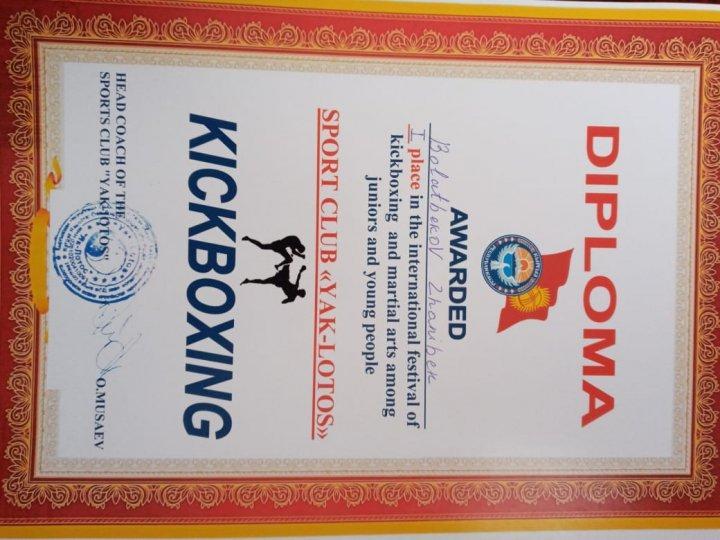 DIPLOMA
AWARDED
Bolatbekov Zhanibek
I place in the international festival of
kickboxing and martial arts among
juniors and young people
SPORT CLUB «YAK-LOTOS»
KICKBOXING
HEAD COACH OF THE
SPORTS CLUB "YAK-LOTOS" O.MUSAEV